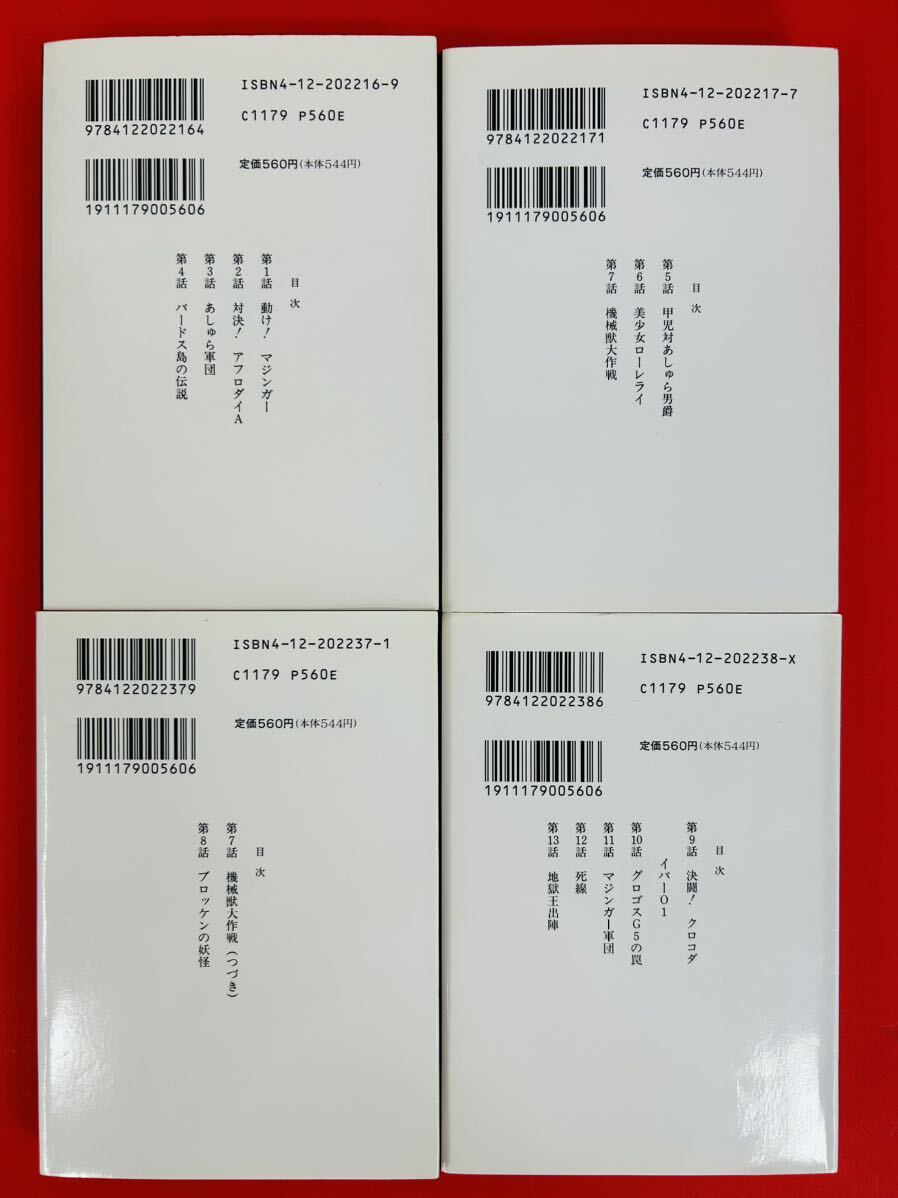 ISBN4-12-202216-9
9784122022164
C1179 P560E
定価560円(本体544円)
1911179005606
目次
第1話 動け! マジンガー
第2話 対決! アフロダイA
第3話 あしゅら軍団
第4話 バードス島の伝説
ISBN4-12-202217-7
9784122022171
C1179 P560E
定価560円(本体544円)
1911179005606
目次
第5話 甲児対あしゅら男爵
第6話 美少女ローレライ
第7話 機械獣大作戦
ISBN4-12-202237-1
9784122022379
C1179 P560E
定価560円(本体544円)
1911179005606
目次
第7話 機械獣大作戦(つづき)
第8話 ブロッケンの妖怪
ISBN4-12-202238-X
9784122022386
C1179 P560E
定価560円(本体544円)
1911179005606
目次
第9話 決闘! クロコダ
イバー01
第10話 グロゴスG5の罠
第11話 マジンガー軍団
第12話 死線
第13話 地獄王出陣